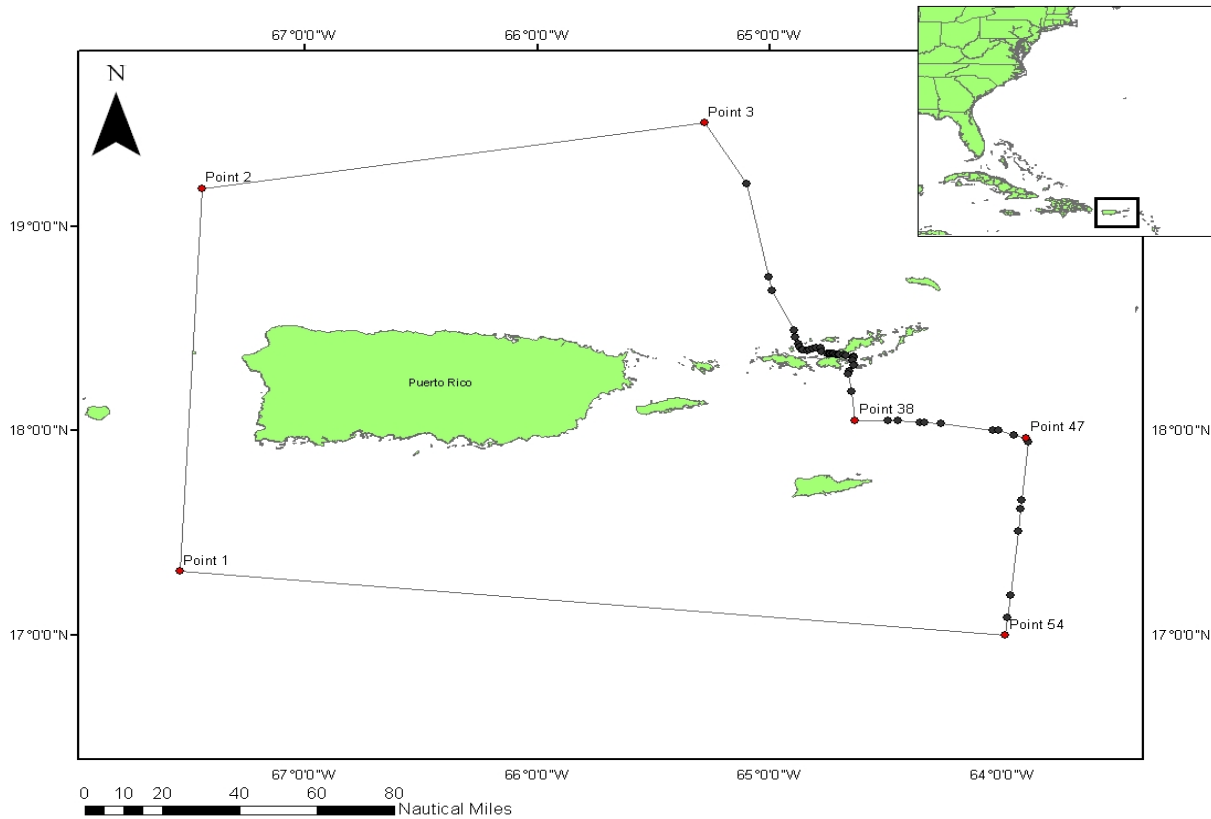 67°0'0"W 66°0'0"W 65°0'0"W
N
Point 3
Point 2
19°0'0"N
Puerto Rico
Point 38
18°0'0"N 18°0'0"N
Point 47
Point 1
Point 54
17°0'0"N 17°0'0"N
67°0'0"W 66°0'0"W 65°0'0"W 64°0'0"W
0 10 20 40 60 80
Nautical Miles